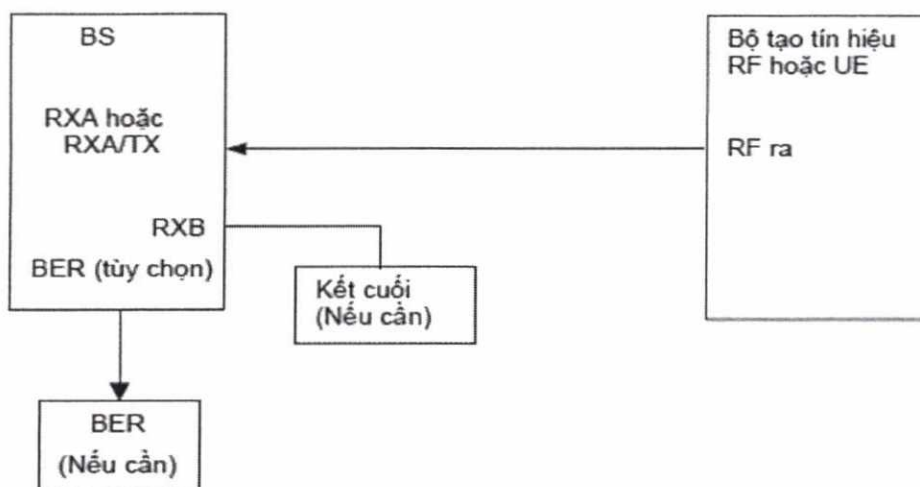 BS
RXA hoặc
RXA/TX
RXB
BER (tùy chọn)
Bộ tạo tín hiệu
RF hoặc UE
RF ra
Kết cuối
(Nếu cần)
BER
(Nếu cần)